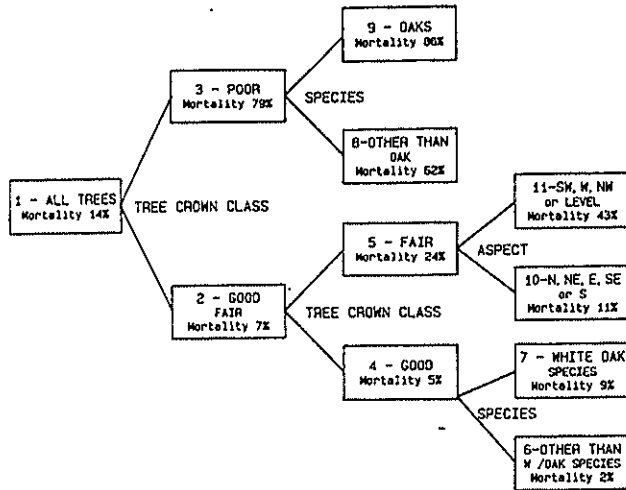 9 - OAKS
Mortality 86%
3 - POOR
Mortality 79%
SPECIES
8-OTHER THAN
OAK
Mortality 62%
1 - ALL TREES
Mortality 14%
TREE CROWN CLASS
11-SW, W, NW
or LEVEL
Mortality 43%
5 - FAIR
Mortality 24%
ASPECT
10-N, NE, E, SE
or S
Mortality 11%
2 - GOOD
FAIR
Mortality 7%
TREE CROWN CLASS
4 - GOOD
Mortality 5%
7 - WHITE OAK
SPECIES
Mortality 9%
SPECIES
6-OTHER THAN
W /OAK SPECIES
Mortality 2%